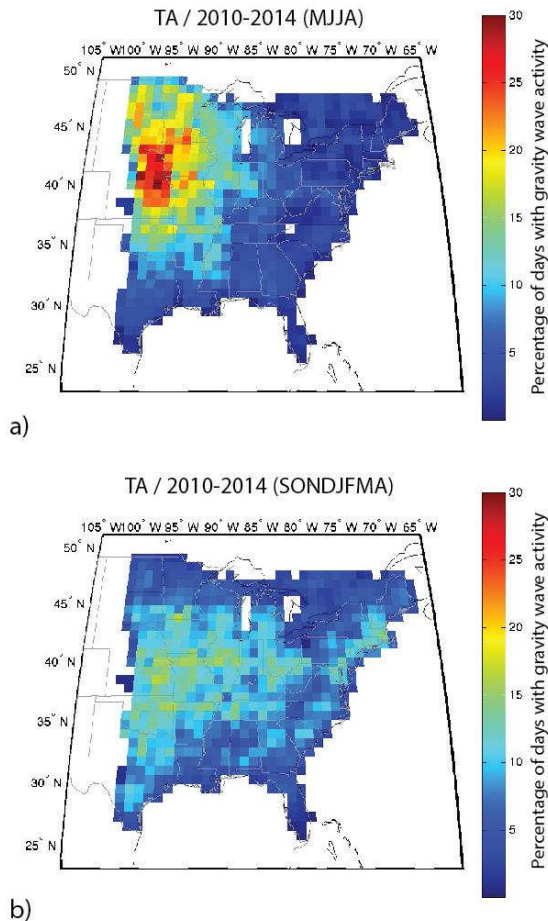 TA / 2010-2014 (MJJA)
105° W 100° W 95° W 90° W 85° W 80° W 75° W 70° W 65° W
50° N
45° N
40° N
35° N
30° N
25° N
30
25
20
15
10
5
Percentage of days with gravity wave activity
a)
TA / 2010-2014 (SONDJFMA)
105° W 100° W 95° W 90° W 85° W 80° W 75° W 70° W 65° W
50° N
45° N
40° N
35° N
30° N
25° N
30
25
20
15
10
5
Percentage of days with gravity wave activity
b)